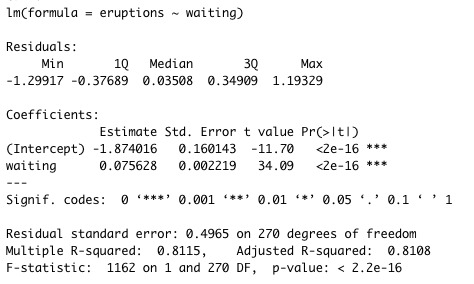 lm(formula = eruptions ~ waiting)
Residuals:
Min 1Q Median 3Q Max
-1.29917 -0.37689 0.03508 0.34909 1.19329
Coefficients:
Estimate Std. Error t value Pr(>|t|)
(Intercept) -1.874016 0.160143 -11.70 <2e-16 ***
waiting 0.075628 0.002219 34.09 <2e-16 ***
---
Signif. codes: 0 ‘***’ 0.001 ‘**’ 0.01 ‘*’ 0.05 ‘.’ 0.1 ‘ ’ 1
Residual standard error: 0.4965 on 270 degrees of freedom
Multiple R-squared: 0.8115, Adjusted R-squared: 0.8108
F-statistic: 1162 on 1 and 270 DF, p-value: < 2.2e-16